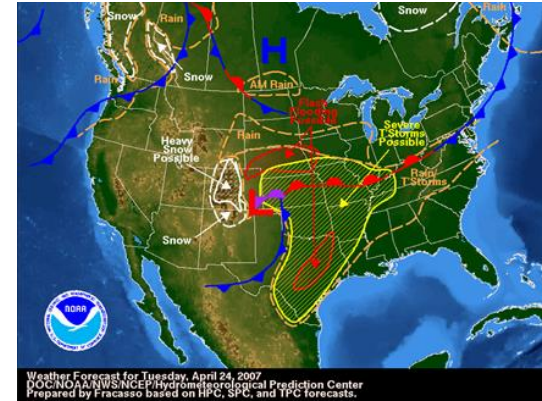 Snow
Snow
Rain
Rain
H
AM Rain
Rain
Snow
Flash
Flooding
Possible
Rain
Severe
T'Storms
Possible
Heavy
Snow
Possible
Rain
T'Storms
L
Snow
NOAA
Weather Forecast for Tuesday, April 24, 2007
DOC/NOAA/NWS/NCEP/Hydrometeorological Prediction Center
Prepared by Fracasso based on HPC, SPC, and TPC forecasts.